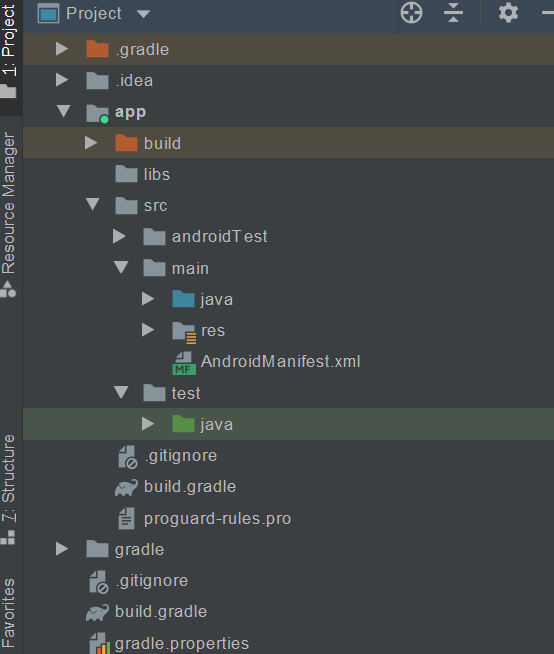 Project
.gradle
.idea
app
build
libs
src
androidTest
main
java
res
AndroidManifest.xml
MF
test
java
.gitignore
build.gradle
proguard-rules.pro
gradle
.gitignore
build.gradle
gradle.properties
1: Project
Resource Manager
Z: Structure
Favorites